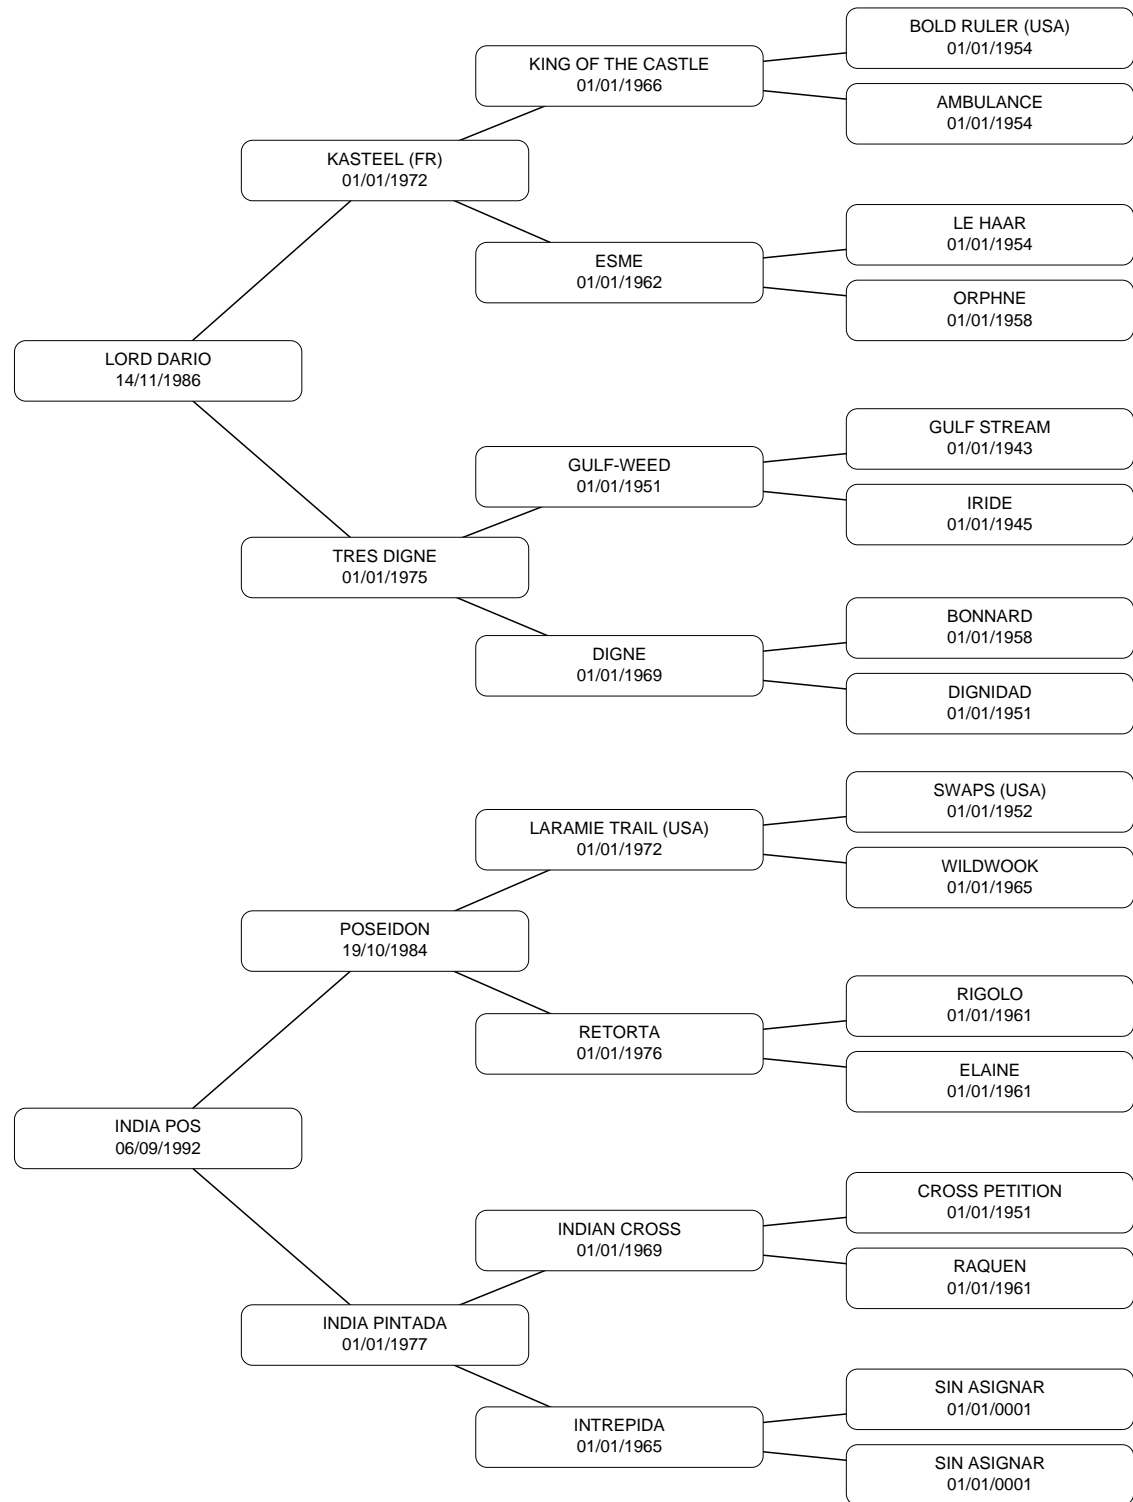 BOLD RULER (USA)
01/01/1954
KING OF THE CASTLE
01/01/1966
AMBULANCE
01/01/1954
KASTEEL (FR)
01/01/1972
LE HAAR
01/01/1954
ESME
01/01/1962
ORPHNE
01/01/1958
LORD DARIO
14/11/1986
GULF STREAM
01/01/1943
GULF-WEED
01/01/1951
IRIDE
01/01/1945
TRES DIGNE
01/01/1975
BONNARD
01/01/1958
DIGNE
01/01/1969
DIGNIDAD
01/01/1951
SWAPS (USA)
01/01/1952
LARAMIE TRAIL (USA)
01/01/1972
WILDWOOK
01/01/1965
POSEIDON
19/10/1984
RIGOLO
01/01/1961
RETORTA
01/01/1976
ELAINE
01/01/1961
INDIA POS
06/09/1992
CROSS PETITION
01/01/1951
INDIAN CROSS
01/01/1969
RAQUEN
01/01/1961
INDIA PINTADA
01/01/1977
SIN ASIGNAR
01/01/0001
INTREPIDA
01/01/1965
SIN ASIGNAR
01/01/0001